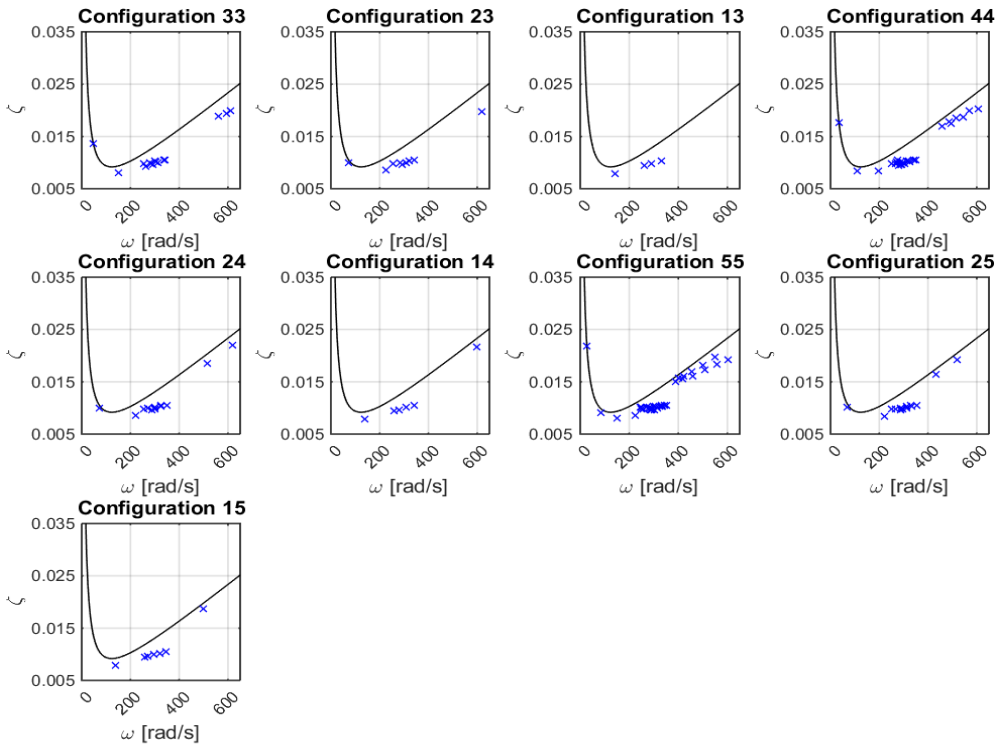 Configuration 33
0.035
0.025
0.015
0.005
ζ
0
200
400
600
ω [rad/s]
Configuration 23
0.035
0.025
0.015
0.005
ζ
0
200
400
600
ω [rad/s]
Configuration 13
0.035
0.025
0.015
0.005
ζ
0
200
400
600
ω [rad/s]
Configuration 44
0.035
0.025
0.015
0.005
ζ
0
200
400
600
ω [rad/s]
Configuration 24
0.035
0.025
0.015
0.005
ζ
0
200
400
600
ω [rad/s]
Configuration 14
0.035
0.025
0.015
0.005
ζ
0
200
400
600
ω [rad/s]
Configuration 55
0.035
0.025
0.015
0.005
ζ
0
200
400
600
ω [rad/s]
Configuration 25
0.035
0.025
0.015
0.005
ζ
0
200
400
600
ω [rad/s]
Configuration 15
0.035
0.025
0.015
0.005
ζ
0
200
400
600
ω [rad/s]